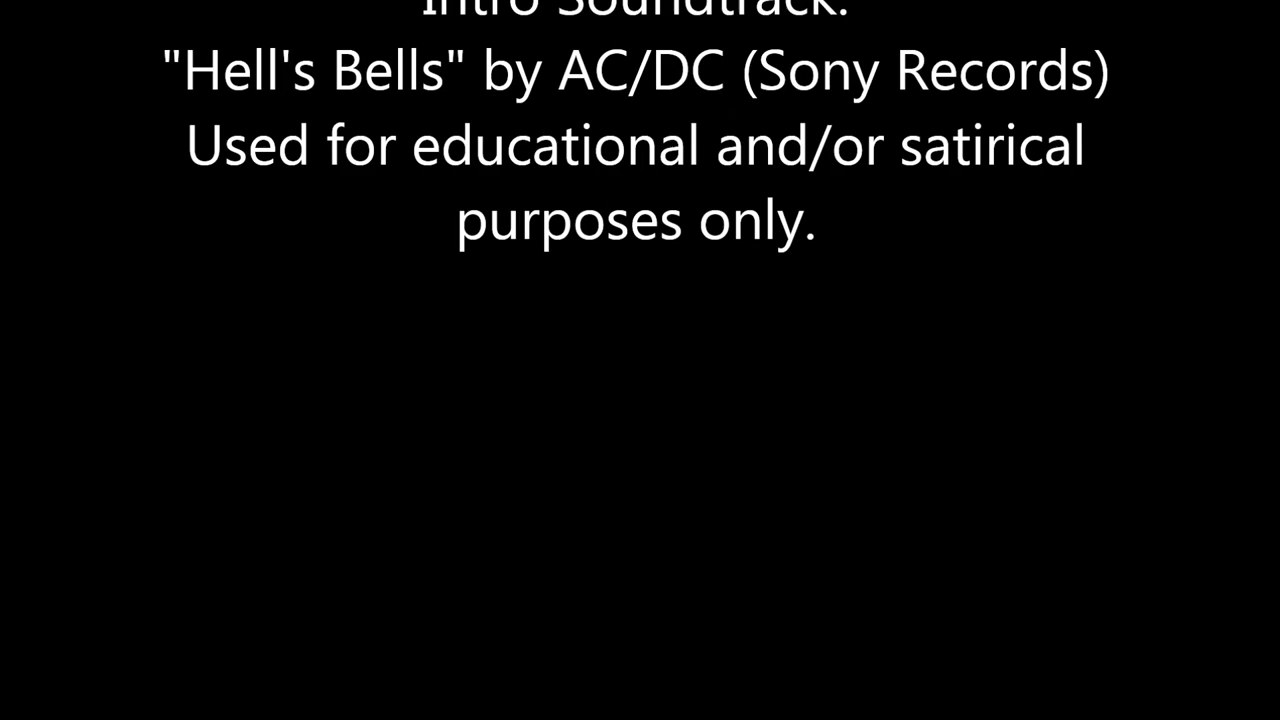 Intro Soundtrack:
"Hell's Bells" by AC/DC (Sony Records)
Used for educational and/or satirical
purposes only.